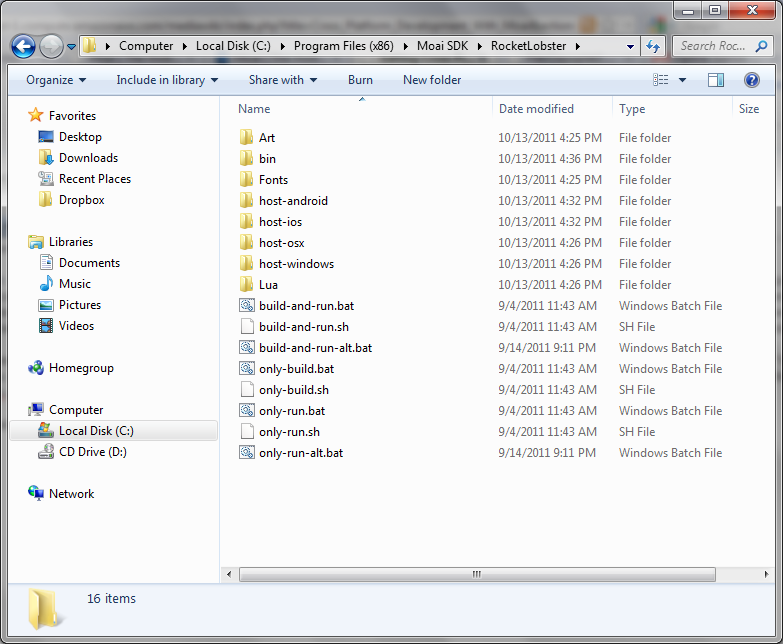 Computer Local Disk (C:) Program Files (x86) Moai SDK RocketLobster Search Roc...
Organize Include in library Share with Burn New folder
Favorites
Desktop
Downloads
Recent Places
Dropbox
Libraries
Documents
Music
Pictures
Videos
Homegroup
Computer
Local Disk (C:)
CD Drive (D:)
Network
Name Date modified Type Size
Art 10/13/2011 4:25 PM File folder
bin 10/13/2011 4:36 PM File folder
Fonts 10/13/2011 4:25 PM File folder
host-android 10/13/2011 4:32 PM File folder
host-ios 10/13/2011 4:32 PM File folder
host-osx 10/13/2011 4:26 PM File folder
host-windows 10/13/2011 4:26 PM File folder
Lua 10/13/2011 4:26 PM File folder
build-and-run.bat 9/4/2011 11:43 AM Windows Batch File
build-and-run.sh 9/4/2011 11:43 AM SH File
build-and-run-alt.bat 9/14/2011 9:11 PM Windows Batch File
only-build.bat 9/4/2011 11:43 AM Windows Batch File
only-build.sh 9/4/2011 11:43 AM SH File
only-run.bat 9/4/2011 11:43 AM Windows Batch File
only-run.sh 9/4/2011 11:43 AM SH File
only-run-alt.bat 9/14/2011 9:11 PM Windows Batch File
16 items